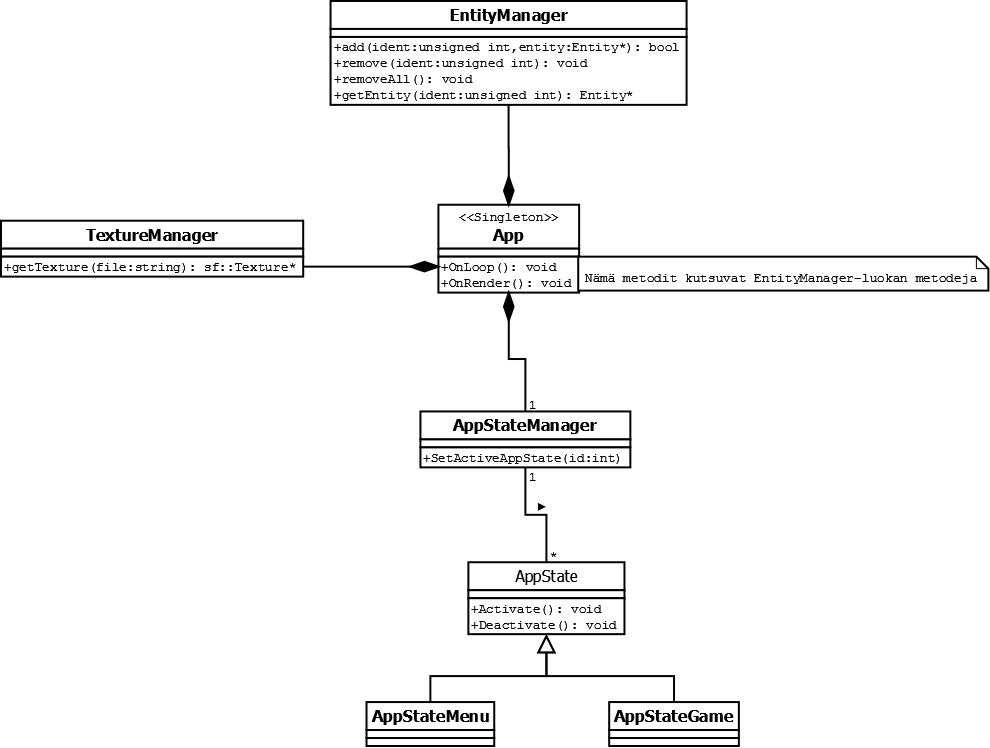 EntityManager
+add(ident:unsigned int,entity:Entity*): bool
+remove(ident:unsigned int): void
+removeAll(): void
+getEntity(ident:unsigned int): Entity*
<<Singleton>>
App
+OnLoop(): void
+OnRender(): void
TextureManager
+getTexture(file:string): sf::Texture*
Nämä metodit kutsuvat EntityManager-luokan metodeja
1
AppStateManager
+SetActiveAppState(id:int)
1
*
AppState
+Activate(): void
+Deactivate(): void
AppStateMenu
AppStateGame